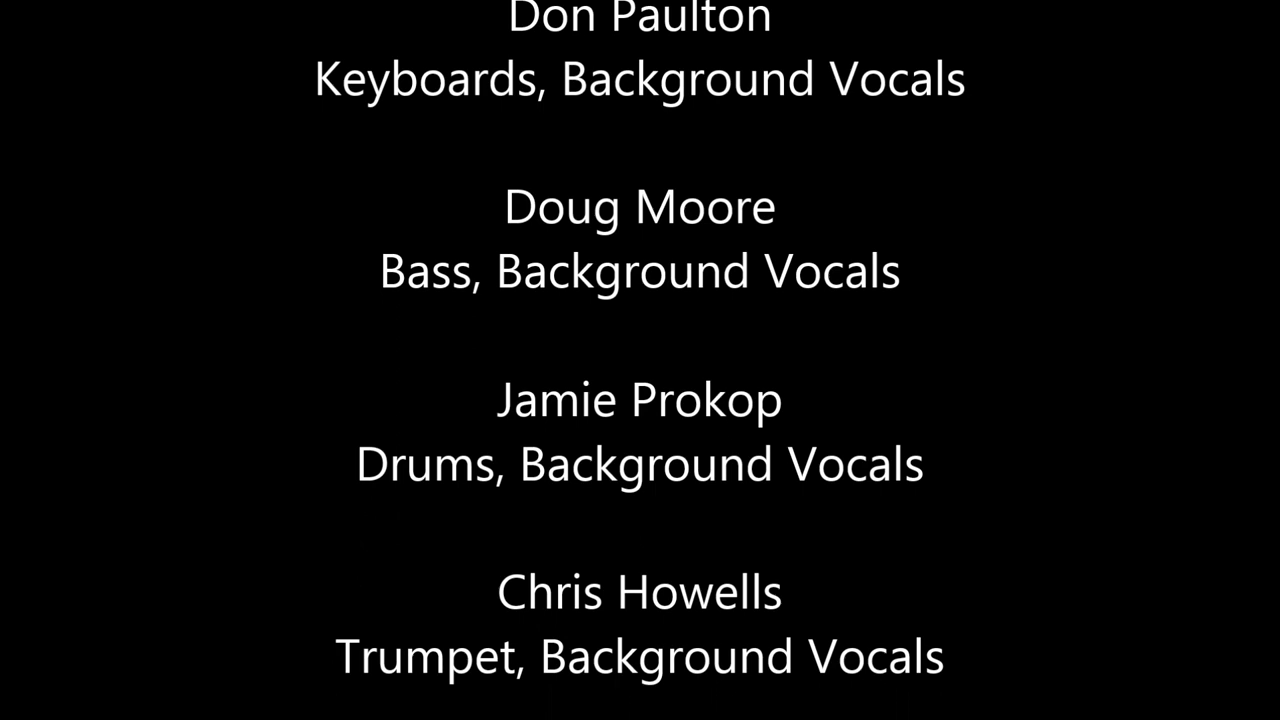 Don Paulton
Keyboards, Background Vocals
Doug Moore
Bass, Background Vocals
Jamie Prokop
Drums, Background Vocals
Chris Howells
Trumpet, Background Vocals